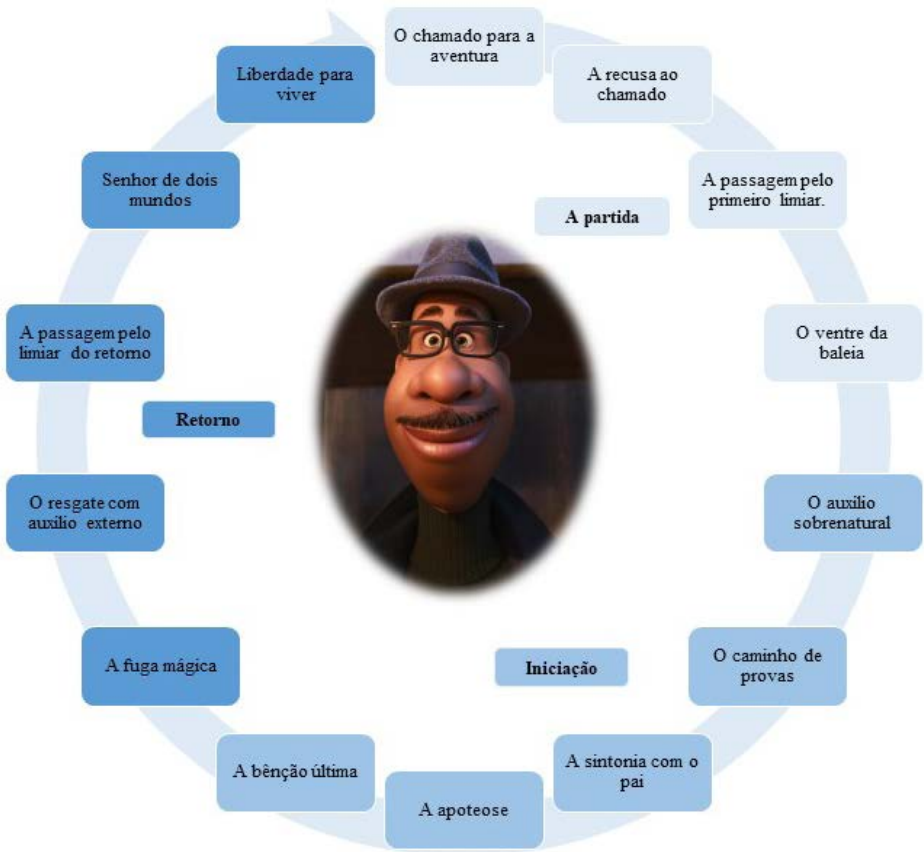 O chamado para a
aventura
A recusa ao
chamado
A passagem pelo
primeiro limiar.
O ventre da
baleia
O auxilio
sobrenatural
O caminho de
provas
A sintonia com o
pai
A apoteose
A bênção última
A fuga mágica
O resgate com
auxilio externo
A passagem pelo
limiar do retorno
Senhor de dois
mundos
Liberdade para
viver
A partida
Iniciação
Retorno